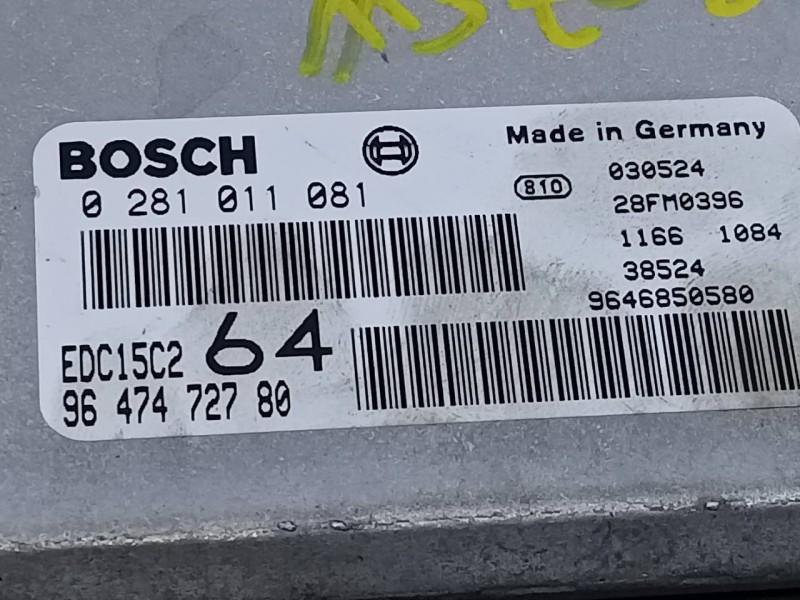 BOSCH
0 281 011 081
Made in Germany
810
030524
28FM0396
1166 1084
38524
9646850580
EDC15C2 64
96 474 727 80